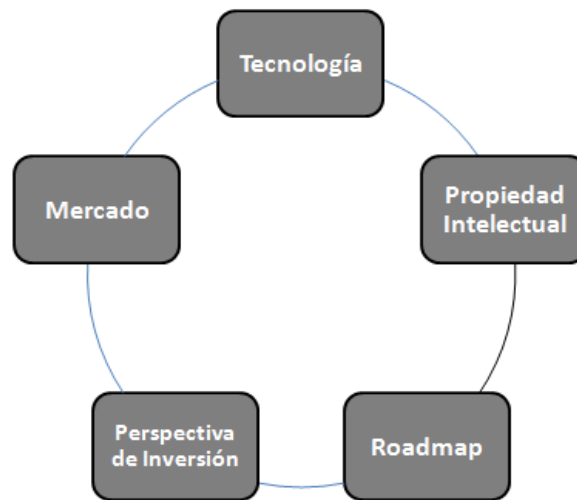 Tecnología
Propiedad
Intelectual
Roadmap
Perspectiva
de Inversión
Mercado